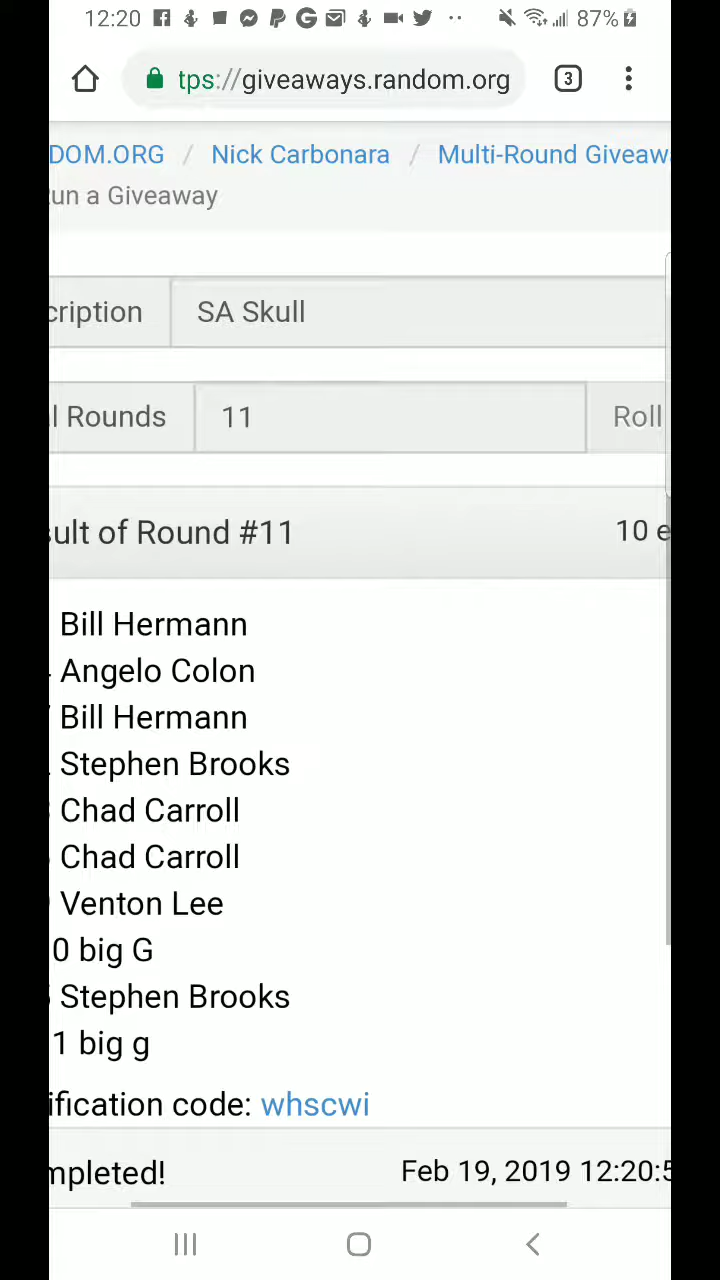 12:20 87%
tps://giveaways.random.org 3
DOM.ORG / Nick Carbonara / Multi-Round Giveaw
un a Giveaway
cription SA Skull
l Rounds 11 Roll
ult of Round #11 10 e
Bill Hermann
Angelo Colon
Bill Hermann
Stephen Brooks
Chad Carroll
Chad Carroll
Venton Lee
0 big G
Stephen Brooks
1 big g
ification code: whscwi
mpleted! Feb 19, 2019 12:20:5